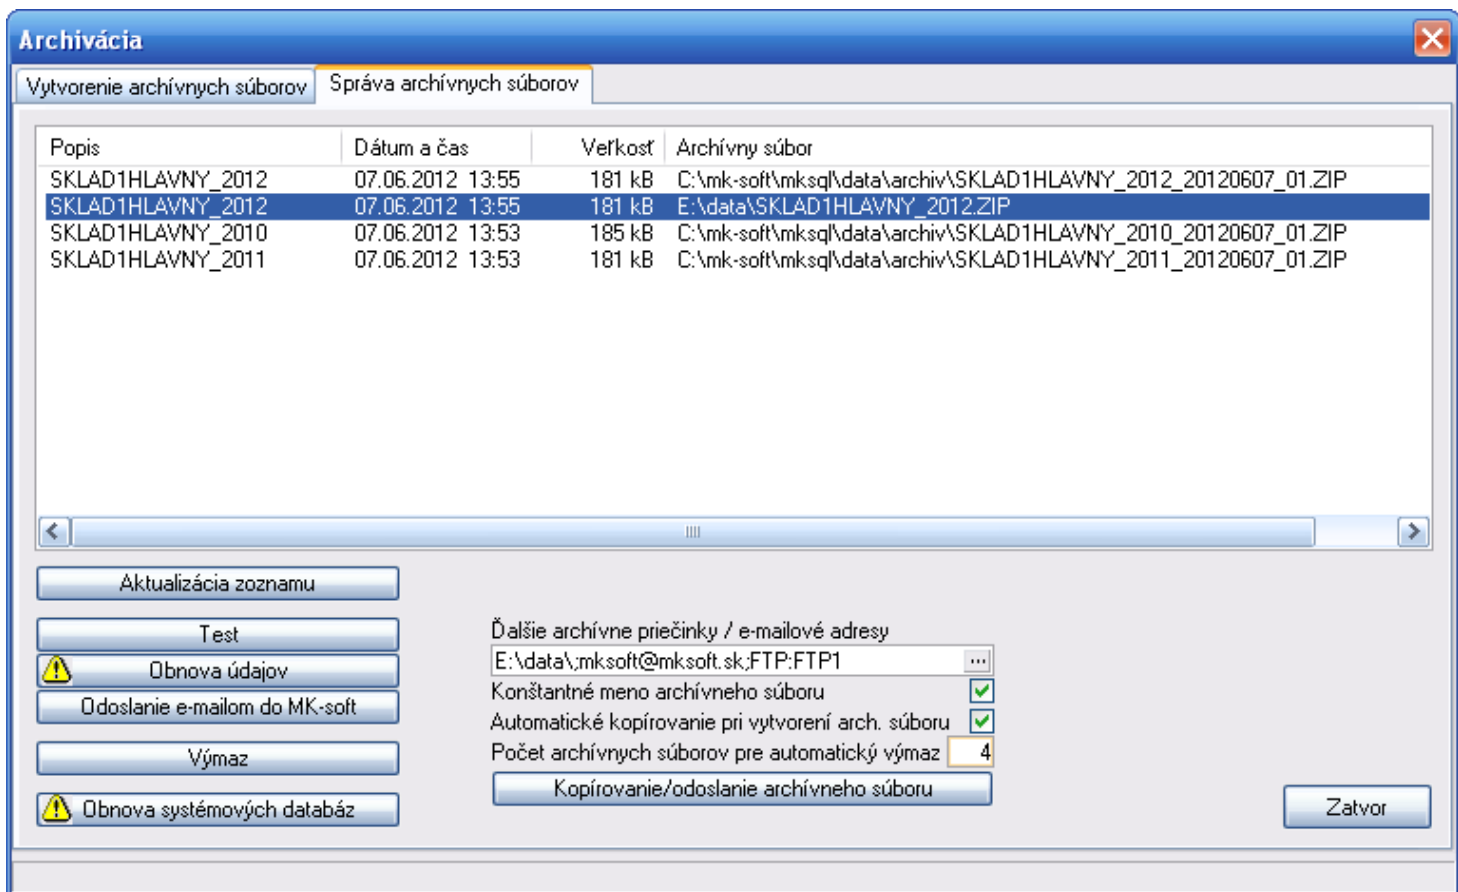 Archivácia
Vytvorenie archívnych súborov Správa archívnych súborov
Popis Dátum a čas Veľkosť Archívny súbor
SKLAD1HLAVNY_2012 07.06.2012 13:55 181 kB C:\mk-soft\mksql\data\archiv\SKLAD1HLAVNY_2012_20120607_01.ZIP
SKLAD1HLAVNY_2012 07.06.2012 13:55 181 kB E:\data\SKLAD1HLAVNY_2012.ZIP
SKLAD1HLAVNY_2010 07.06.2012 13:53 185 kB C:\mk-soft\mksql\data\archiv\SKLAD1HLAVNY_2010_20120607_01.ZIP
SKLAD1HLAVNY_2011 07.06.2012 13:53 181 kB C:\mk-soft\mksql\data\archiv\SKLAD1HLAVNY_2011_20120607_01.ZIP
Aktualizácia zoznamu
Test
Obnova údajov
Odoslanie e-mailom do MK-soft
Výmaz
Obnova systémových databáz
Ďalšie archívne priečinky / e-mailové adresy
E:\data\;mksoft@mksoft.sk;FTP:FTP1 ...
Konštantné meno archívneho súboru
Automatické kopírovanie pri vytvorení arch. súboru
Počet archívnych súborov pre automatický výmaz 4
Kopírovanie/odoslanie archívneho súboru
Zatvor